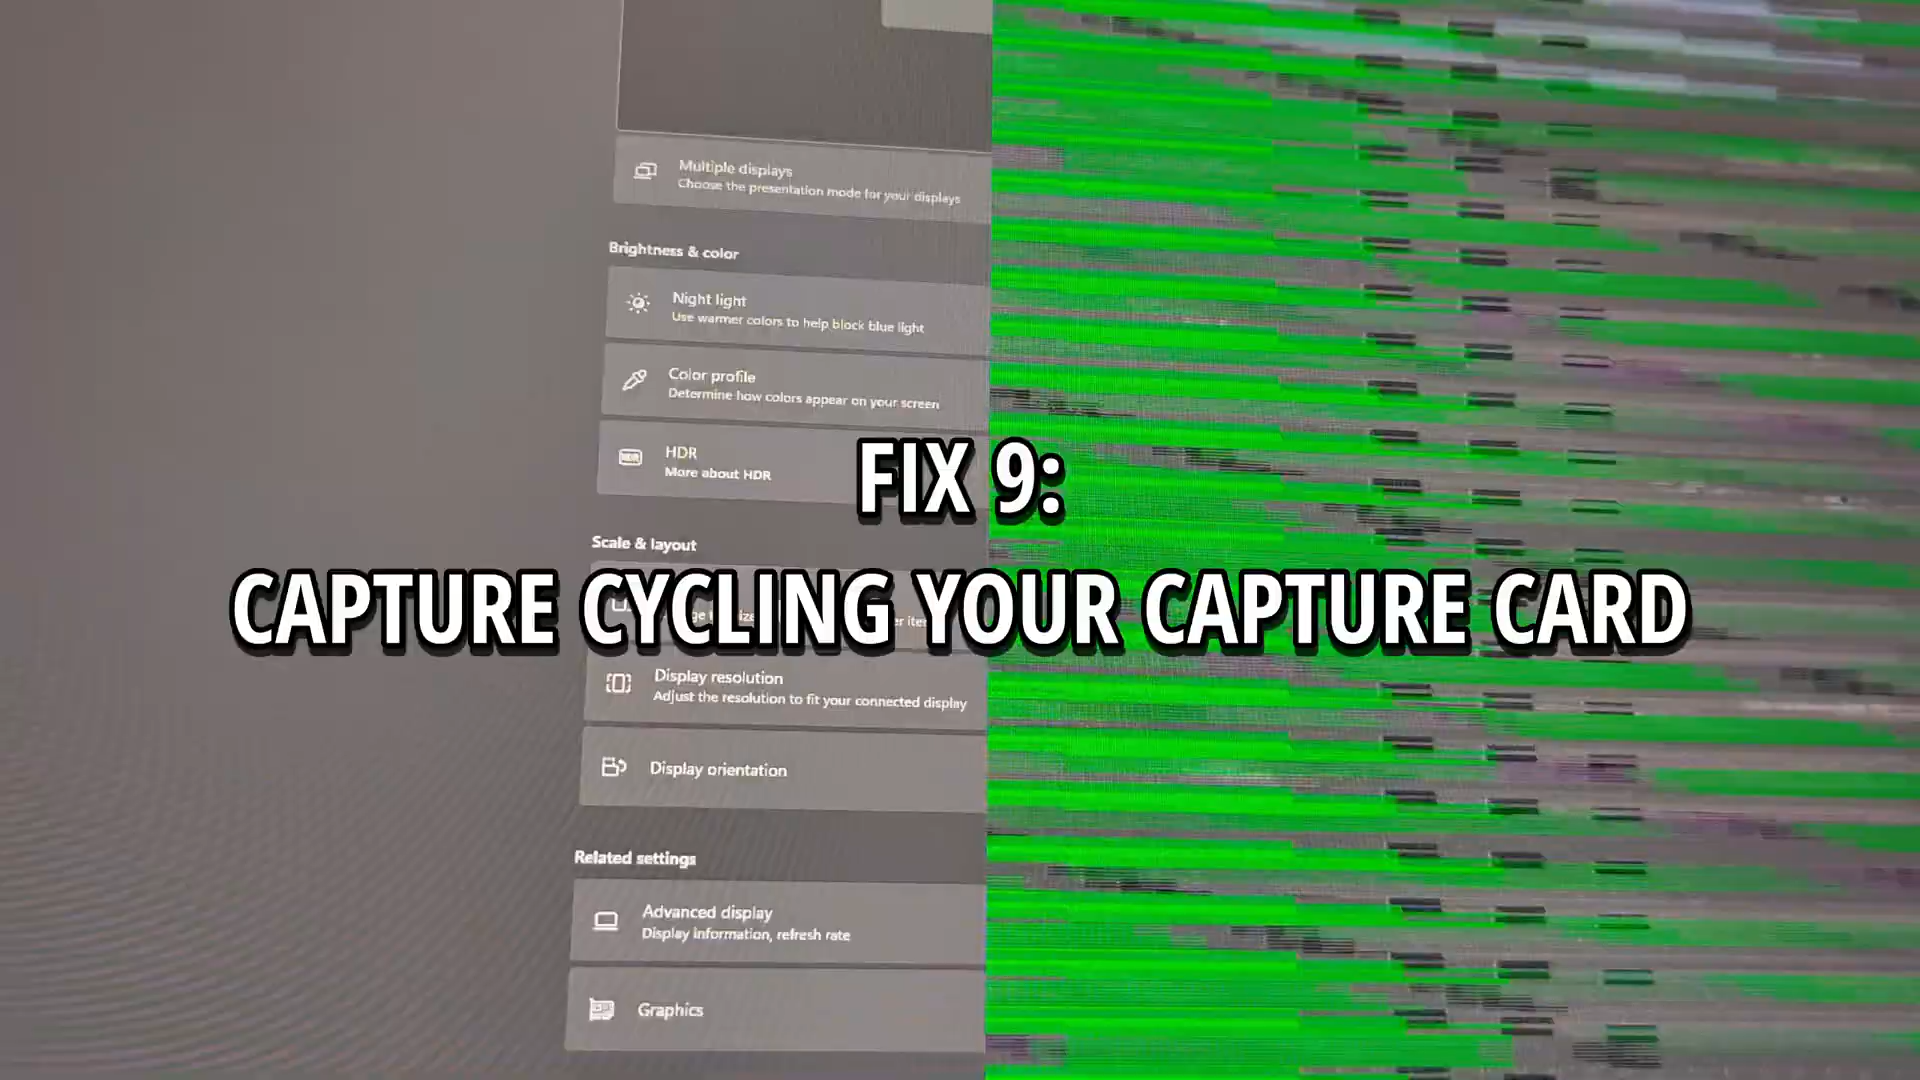 Multiple displays
Choose the presentation mode for your displays
Brightness & color
Night light
Use warmer colors to help block blue light
Color profile
Determine how colors appear on your screen
HDR
HDR
More about HDR
FIX 9:
Scale & layout
CAPTURE CYCLING YOUR CAPTURE CARD
Display resolution
Adjust the resolution to fit your connected display
Display orientation
Related settings
Advanced display
Display information, refresh rate
Graphics